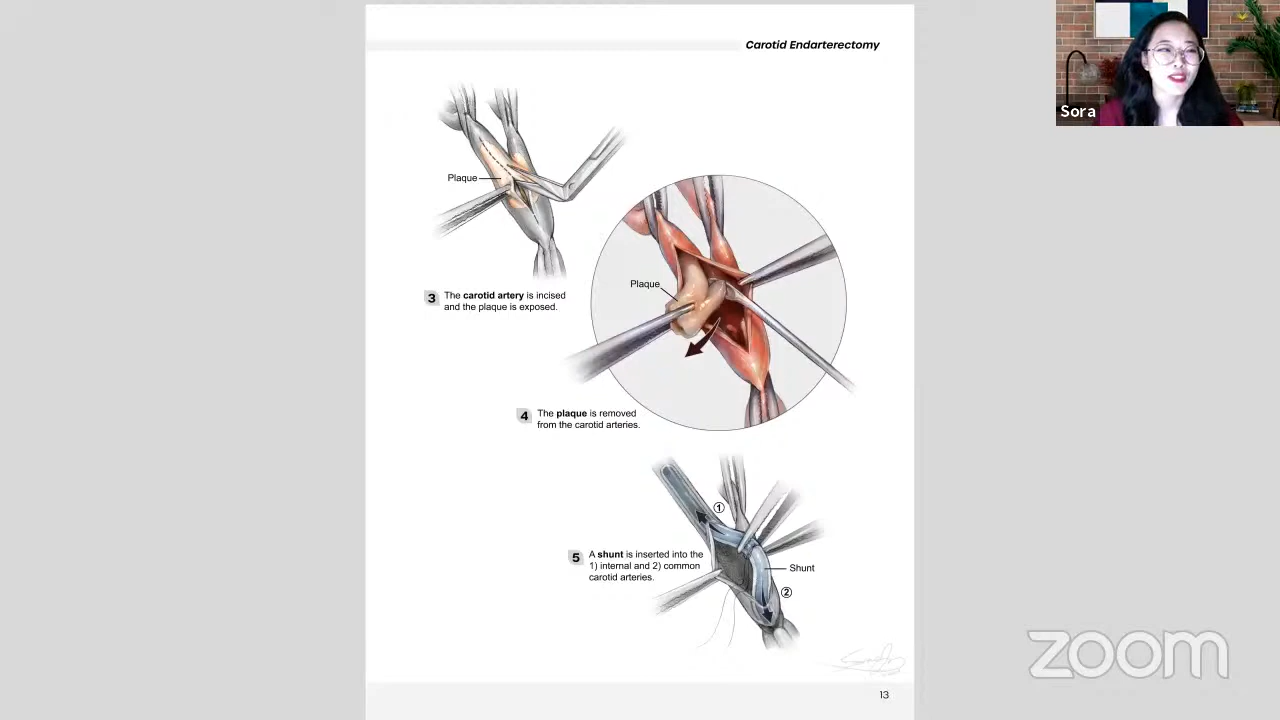 Carotid Endarterectomy
Sora
Plaque
3 The carotid artery is incised
and the plaque is exposed.
Plaque
4 The plaque is removed
from the carotid arteries.
①
5 A shunt is inserted into the
1) internal and 2) common
carotid arteries.
Shunt
②
zoom
13